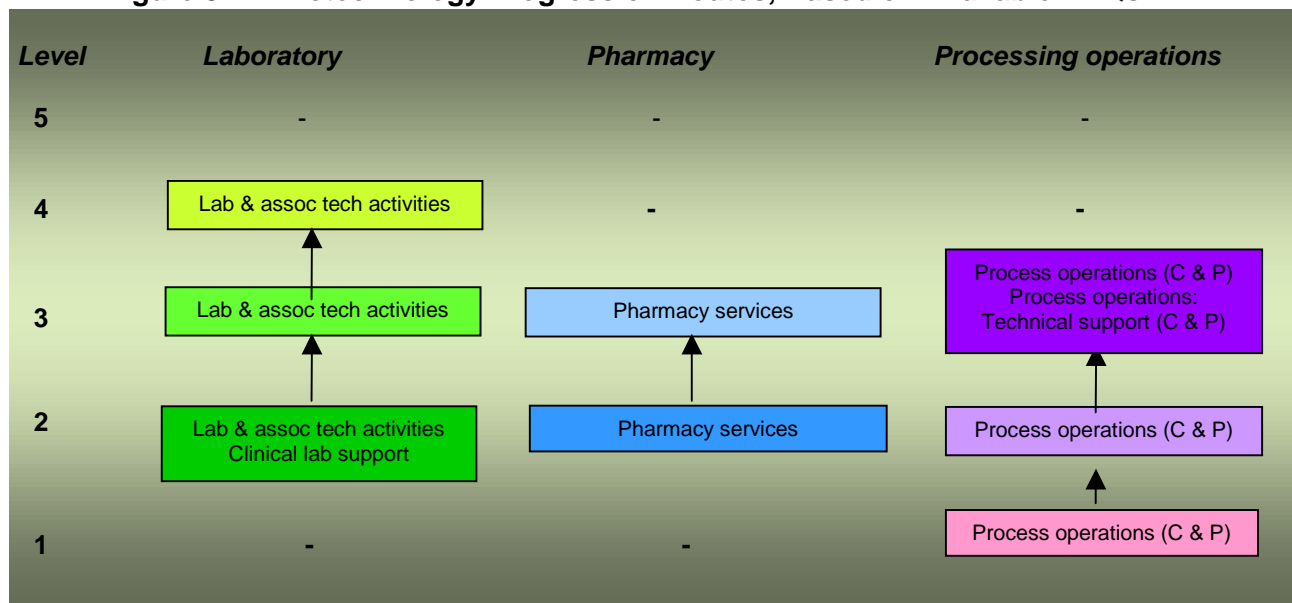 Level Laboratory Pharmacy Processing operations
5 - - -
4 Lab & assoc tech activities - -
Process operations (C & P)
3 Lab & assoc tech activities Pharmacy services Process operations:
Technical support (C & P)
2 Lab & assoc tech activities Pharmacy services Process operations (C & P)
Clinical lab support
1 - - Process operations (C & P)